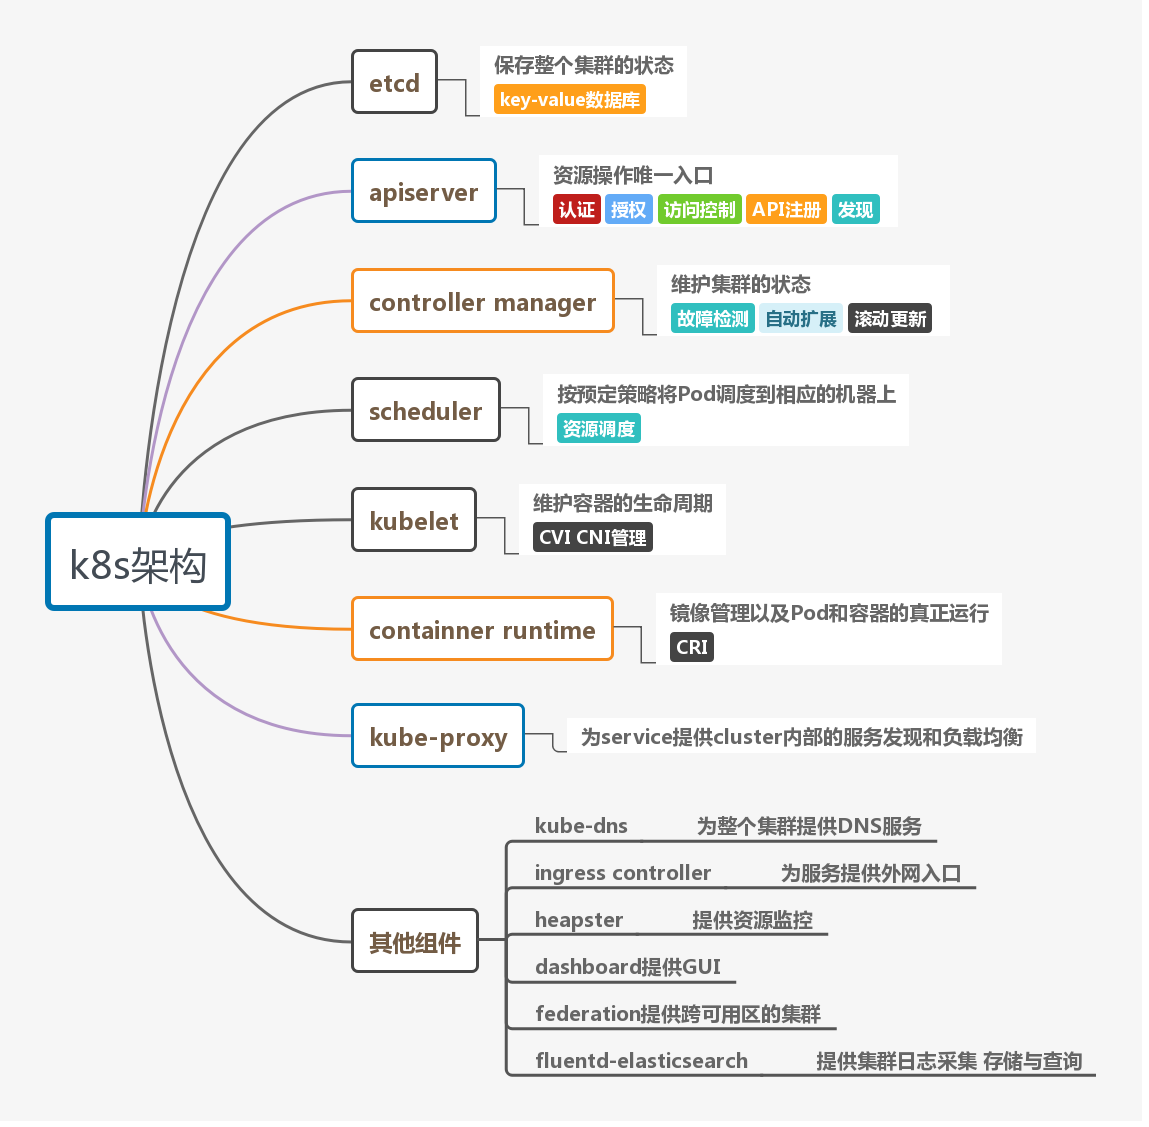 etcd
保存整个集群的状态
key-value数据库
apiserver
资源操作唯一入口
认证 授权 访问控制 API注册 发现
controller manager
维护集群的状态
故障检测 自动扩展 滚动更新
scheduler
按预定策略将Pod调度到相应的机器上
资源调度
kubelet
维护容器的生命周期
CVI CNI管理
k8s架构
containner runtime
镜像管理以及Pod和容器的真正运行
CRI
kube-proxy
为service提供cluster内部的服务发现和负载均衡
其他组件
kube-dns 为整个集群提供DNS服务
ingress controller 为服务提供外网入口
heapster 提供资源监控
dashboard提供GUI
federation提供跨可用区的集群
fluentd-elasticsearch 提供集群日志采集 存储与查询